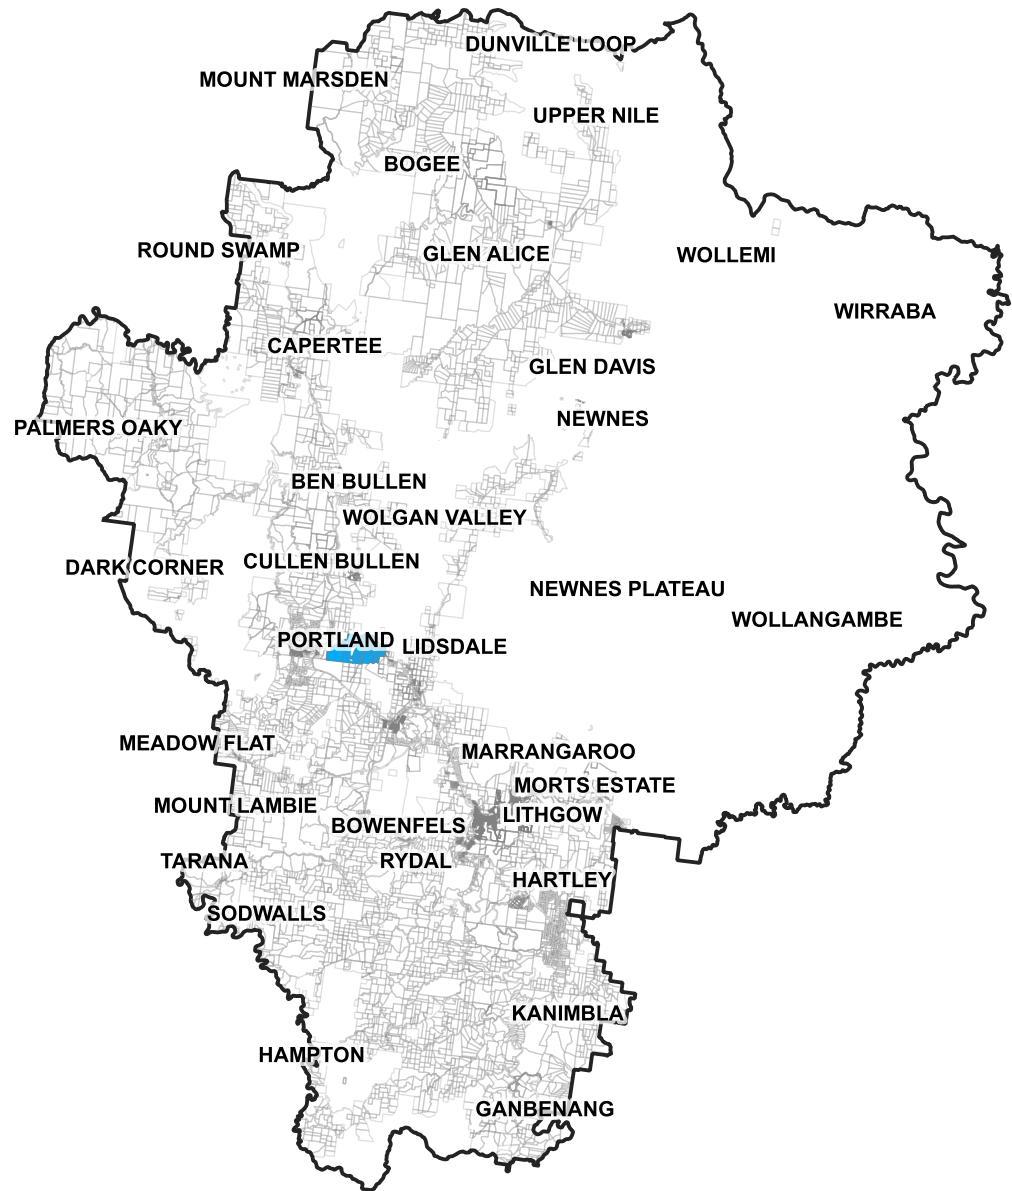 DUNVILLE LOOP
MOUNT MARSDEN
UPPER NILE
BOGEE
ROUND SWAMP
GLEN ALICE
WOLLEMI
WIRRABA
CAPERTEE
GLEN DAVIS
NEWNES
PALMERS OAKY
BEN BULLEN
WOLGAN VALLEY
CULLEN BULLEN
DARK CORNER
NEWNES PLATEAU
WOLLANGAMBE
PORTLAND
LIDSDALE
MEADOW FLAT
MARRANGAROO
MORTS ESTATE
MOUNT LAMBIE
LITHGOW
BOWENFELS
TARANA
RYDAL
HARTLEY
SODWALLS
KANIMBLA
HAMPTON
GANBENANG